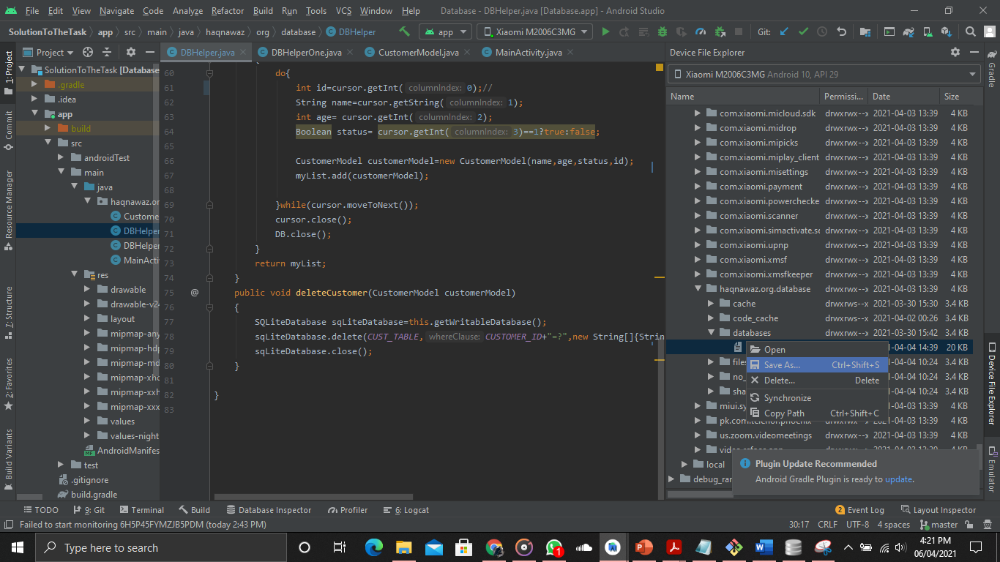 File Edit View Navigate Code Analyze Refactor Build Run Tools VCS Window Help Database - DBHelper.java [Database.app] - Android Studio
SolutionToTheTask app src main java haqnawaz org database DBHelper app Xiaomi M2006C3MG Git:
Project DBHelper.java DBHelperOne.java CustomerModel.java MainActivity.java
1: Project
Commit
Resource Manager
7: Structure
2: Favorites
Build Variants
SolutionToTheTask [Database
.gradle
.idea
app
build
src
androidTest
main
java
haqnawaz.or
Custome
DBHelper
DBHelper
MainActi
res
drawable
drawable-v24
layout
mipmap-any
mipmap-hdp
mipmap-mdp
mipmap-xho
mipmap-xxh
mipmap-xxx
values
values-night
AndroidManifes
test
.gitignore
build.gradle
60 do{
61 int id=cursor.getInt( columnIndex: 0);//
62 String name=cursor.getString( columnIndex: 1);
63 int age= cursor.getInt( columnIndex: 2);
64 Boolean status= cursor.getInt( columnIndex: 3)==1?true:false;
65
66 CustomerModel customerModel=new CustomerModel(name,age,status,id);
67 myList.add(customerModel);
68
69 }while(cursor.moveToNext());
70 cursor.close();
71 DB.close();
72 }
73 return myList;
74 }
75 @ public void deleteCustomer(CustomerModel customerModel)
76 {
77 SQLiteDatabase sqLiteDatabase=this.getWritableDatabase();
78 sqLiteDatabase.delete(CUST_TABLE, whereClause: CUSTOMER_ID+"=?",new String[]{Strin
79 sqLiteDatabase.close();
80 }
81
82 }
83
Device File Explorer
Xiaomi M2006C3MG Android 10, API 29
Name Permissi... Date Size
com.xiaomi.micloud.sdk drwxrwx--x 2021-04-03 13:39 4 KB
com.xiaomi.midrop drwxrwx--x 2021-04-03 13:39 4 KB
com.xiaomi.mipicks drwxrwx--x 2021-04-03 13:39 4 KB
com.xiaomi.miplay_client drwxrwx--x 2021-04-03 13:39 4 KB
com.xiaomi.misettings drwxrwx--x 2021-04-03 13:39 4 KB
com.xiaomi.payment drwxrwx--x 2021-04-03 13:39 4 KB
com.xiaomi.powerchecke drwxrwx--x 2021-04-03 13:39 4 KB
com.xiaomi.scanner drwxrwx--x 2021-04-03 13:39 4 KB
com.xiaomi.simactivate.se drwxrwx--x 2021-04-03 13:39 4 KB
com.xiaomi.upnp drwxrwx--x 2021-04-03 13:39 4 KB
com.xiaomi.xmsf drwxrwx--x 2021-04-03 13:39 4 KB
com.xiaomi.xmsfkeeper drwxrwx--x 2021-04-03 13:39 4 KB
haqnawaz.org.database drwxrwx--x 2021-04-03 13:39 4 KB
cache drwxrws--x 2021-03-30 15:30 3.4 KB
code_cache drwxrws--x 2021-04-02 00:26 3.4 KB
databases drwxrwx--x 2021-03-30 15:42 3.4 KB
-04-04 14:39 20 KB
files 1-04-04 10:24 3.4 KB
no_ 1-04-04 10:24 3.4 KB
sha 1-04-04 10:24 3.4 KB
miui.sy 1-04-03 13:39 4 KB
pk.com.telenor.phoenix 1-04-03 13:39 4 KB
us.zoom.videomeetings drwxrwx--x 2021-04-03 13:39 4 KB
local
debug_ran
Open
Save As... Ctrl+Shift+S
Delete... Delete
Synchronize
Copy Path Ctrl+Shift+C
Plugin Update Recommended
Android Gradle Plugin is ready to update.
Gradle
Device File Explorer
Emulator
TODO 9: Git Terminal Build Database Inspector Profiler 6: Logcat 2 Event Log Layout Inspector
Failed to start monitoring 6H5P45FYMZJB5PDM (today 2:43 PM) 30:17 CRLF UTF-8 4 spaces master
Type here to search
1
4:21 PM
06/04/2021